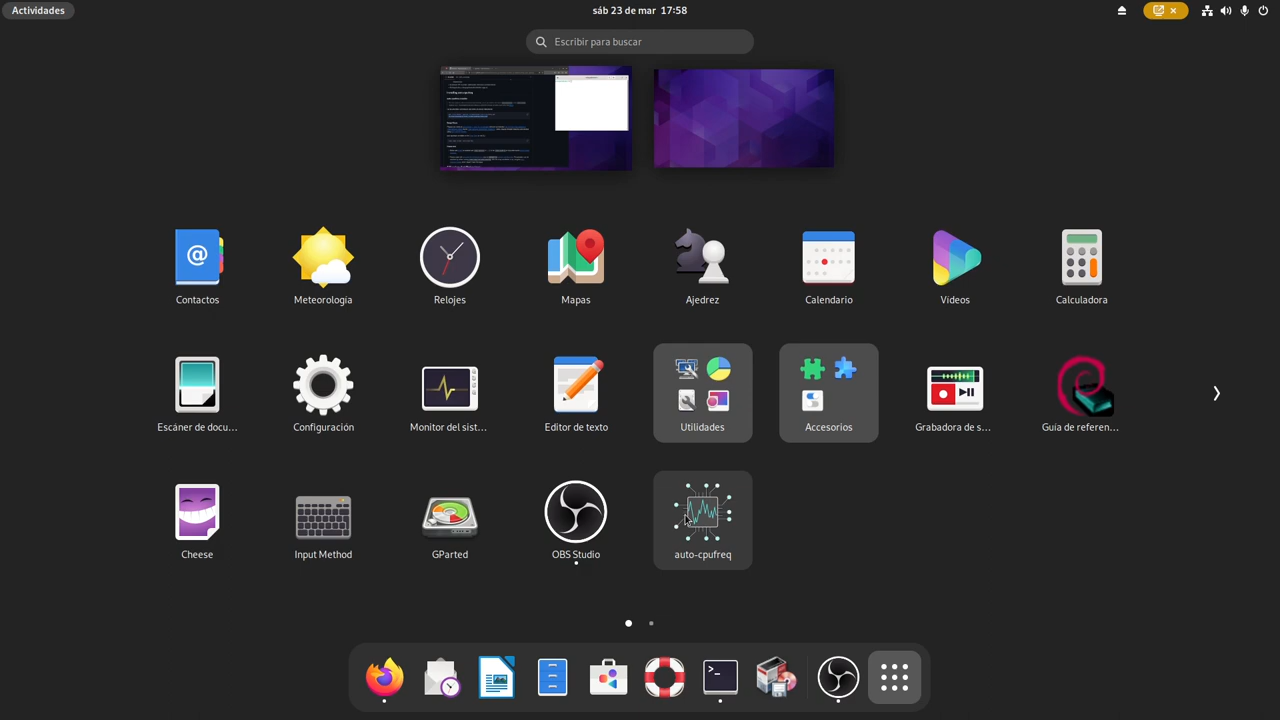 Actividades
sáb 23 de mar 17:58
Escribir para buscar
Contactos
Meteorología
Relojes
Mapas
Ajedrez
Calendario
Vídeos
Calculadora
Escáner de docu...
Configuración
Monitor del sist...
Editor de texto
Utilidades
Accesorios
Grabadora de s...
Guía de referen...
Cheese
Input Method
GParted
OBS Studio
auto-cpufreq